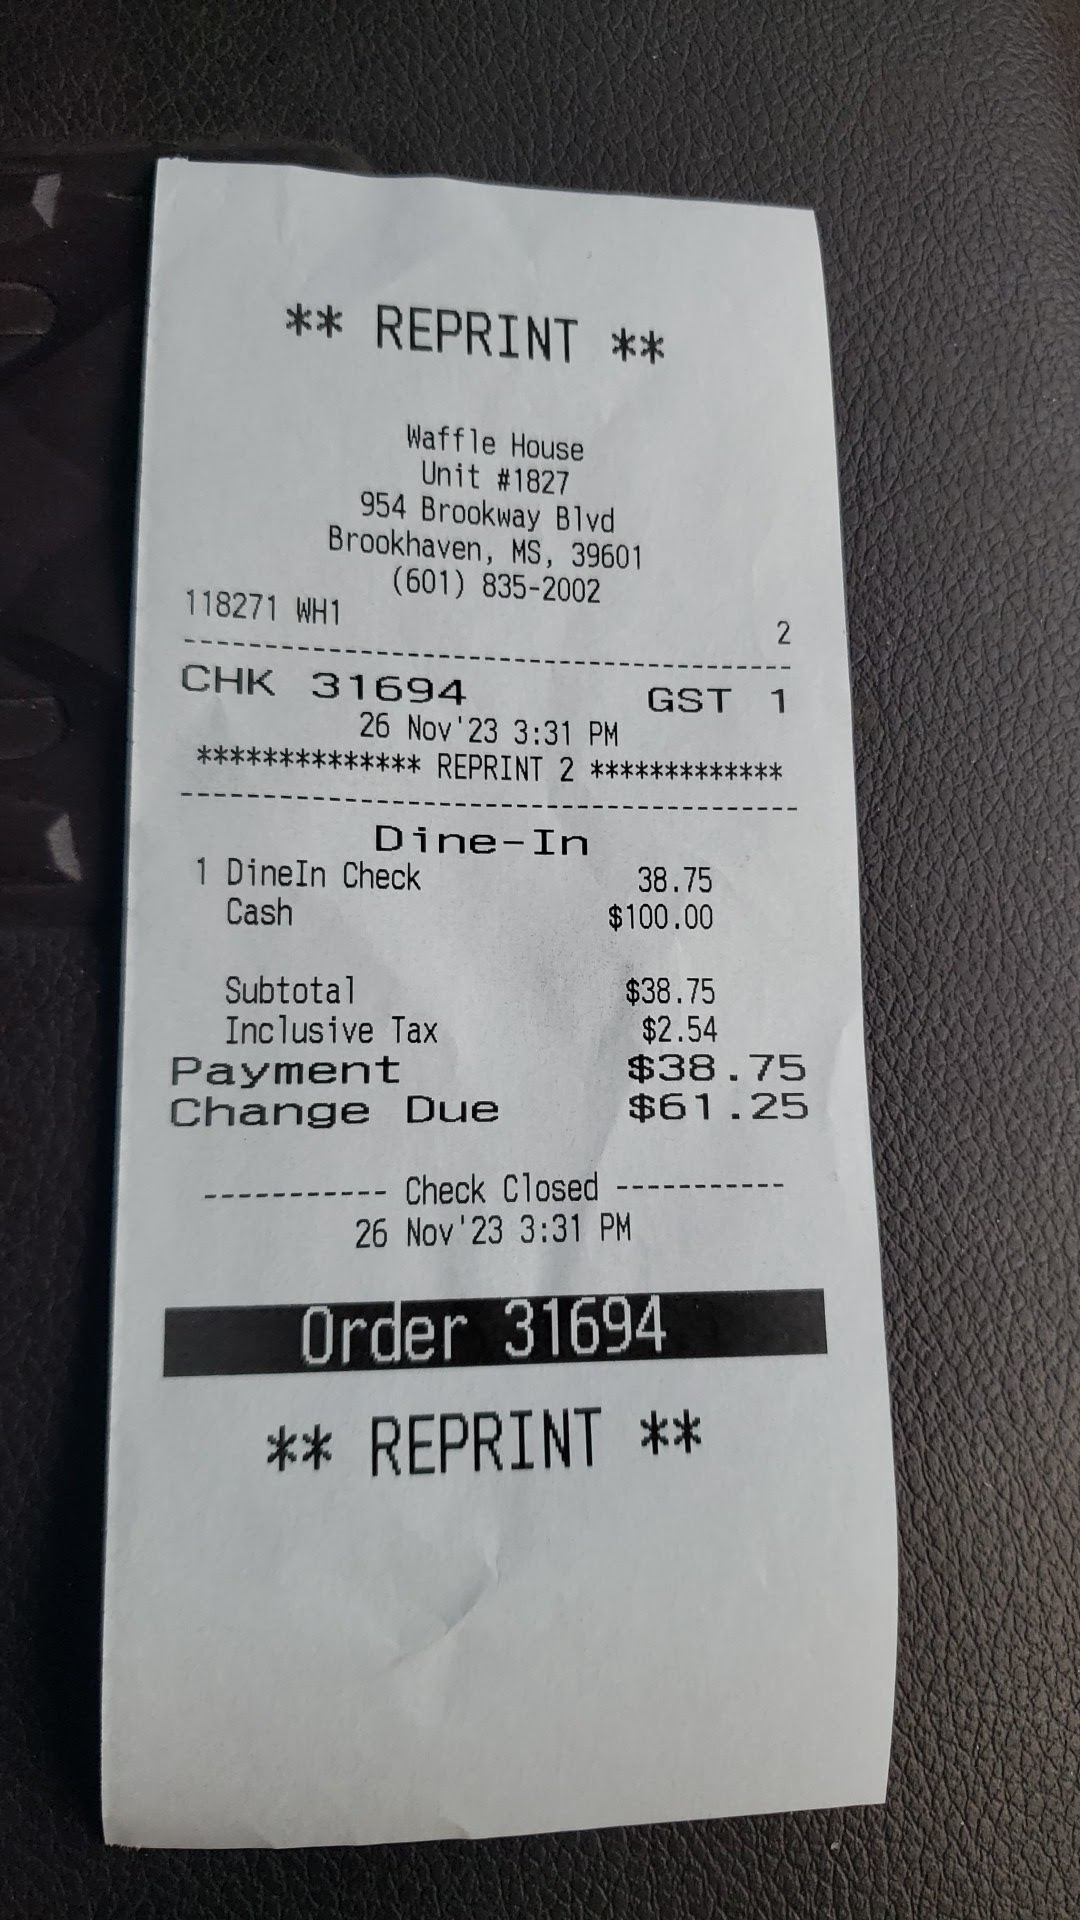 ** REPRINT **
Waffle House
Unit #1827
954 Brookway Blvd
Brookhaven, MS, 39601
(601) 835-2002
118271 WH1 2
----------------------------------------
CHK 31694 GST 1
26 Nov'23 3:31 PM
************** REPRINT 2 *************
----------------------------------------
Dine-In
1 DineIn Check 38.75
Cash $100.00
Subtotal $38.75
Inclusive Tax $2.54
Payment $38.75
Change Due $61.25
----------- Check Closed -----------
26 Nov'23 3:31 PM
Order 31694
** REPRINT **